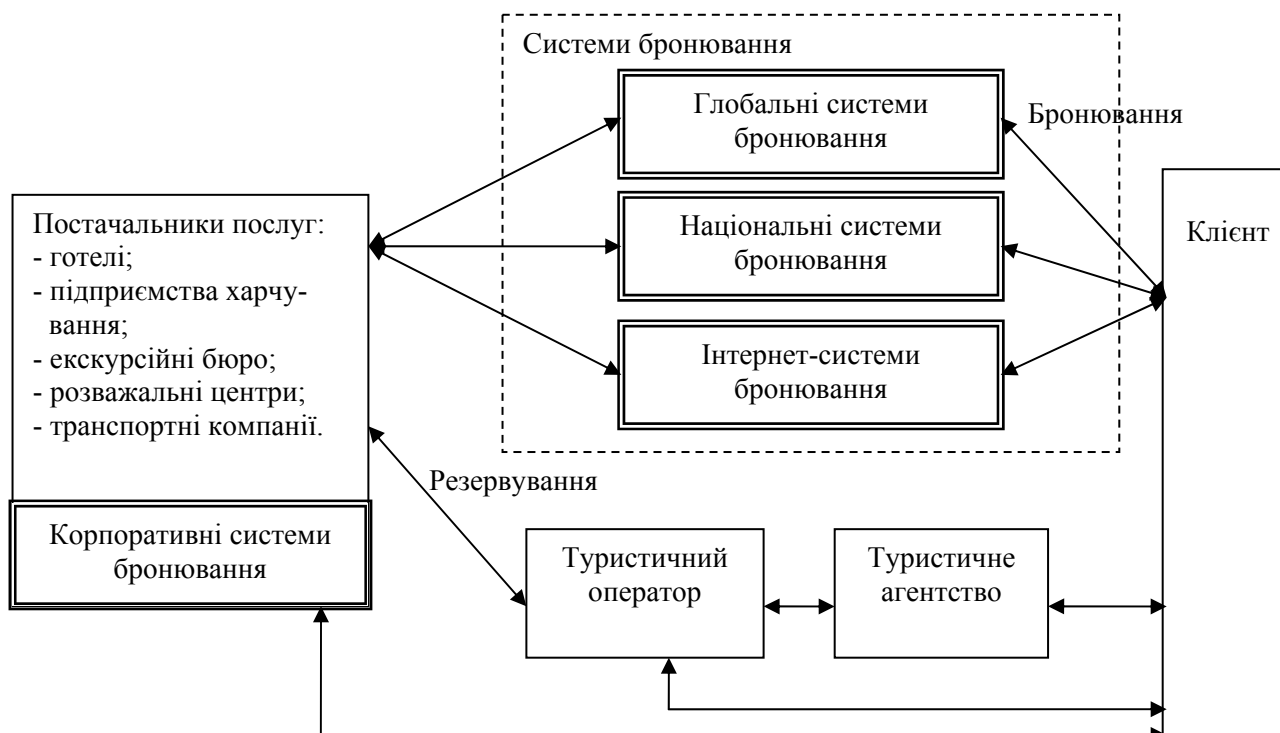 Системи бронювання
Глобальні системи
бронювання
Бронювання
Постачальники послуг:
- готелі;
- підприємства харчу-
вання;
- екскурсійні бюро;
- розважальні центри;
- транспортні компанії.
Національні системи
бронювання
Клієнт
Інтернет-системи
бронювання
Резервування
Корпоративні системи
бронювання
Туристичний
оператор
Туристичне
агентство